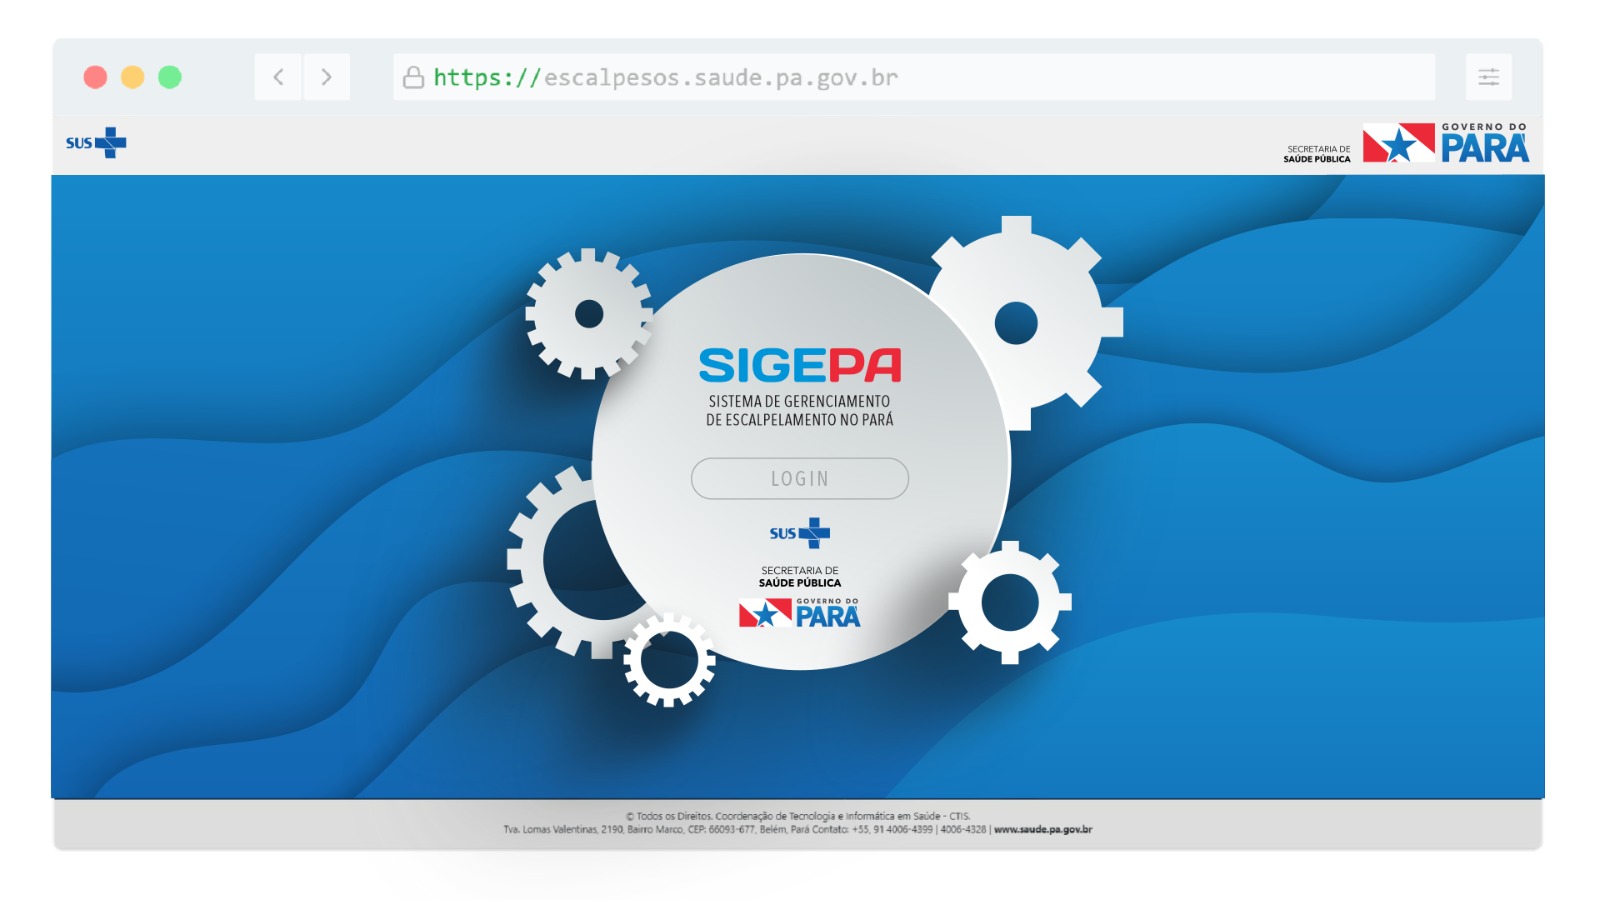 https://escalpesos.saude.pa.gov.br
SUS
SECRETARIA DE
SAÚDE PÚBLICA
GOVERNO DO
PARÁ
SIGEPA
SISTEMA DE GERENCIAMENTO
DE ESCALPELAMENTO NO PARÁ
LOGIN
SUS
SECRETARIA DE
SAÚDE PÚBLICA
GOVERNO DO
PARÁ
© Todos os Direitos. Coordenação de Tecnologia e Informática em Saúde - CTIS.
Tva. Lomas Valentinas, 2190, Bairro Marco, CEP: 66093-677, Belém, Pará Contato: +55, 91 4006-4399 | 4006-4328 | www.saude.pa.gov.br